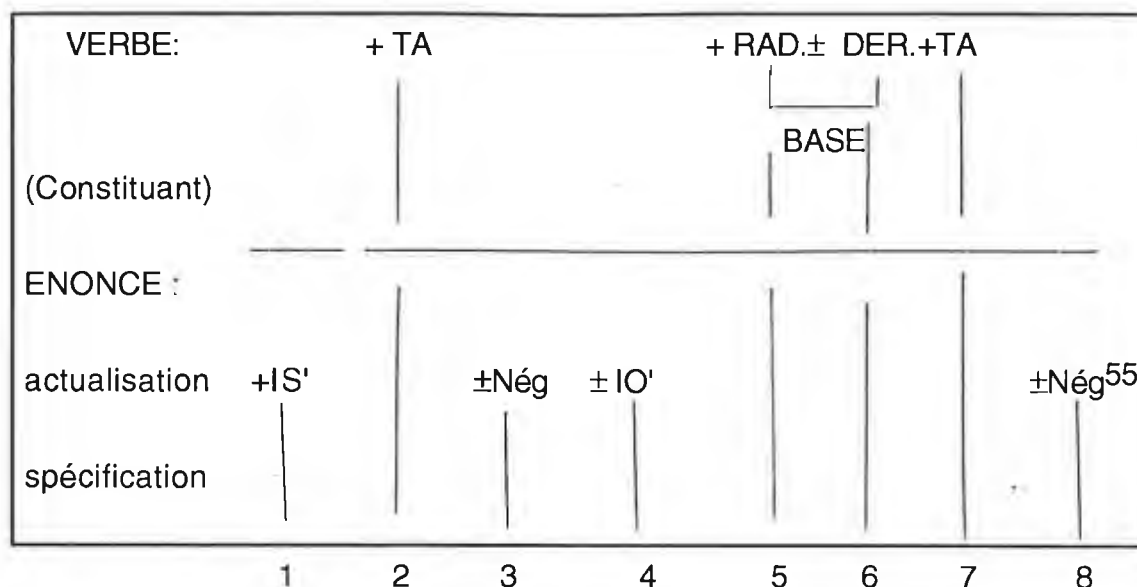 VERBE: + TA + RAD.± DER.+TA
BASE
(Constituant)
ENONCE :
actualisation +IS' ±Nég ± IO' ±Nég55
spécification
1 2 3 4 5 6 7 8